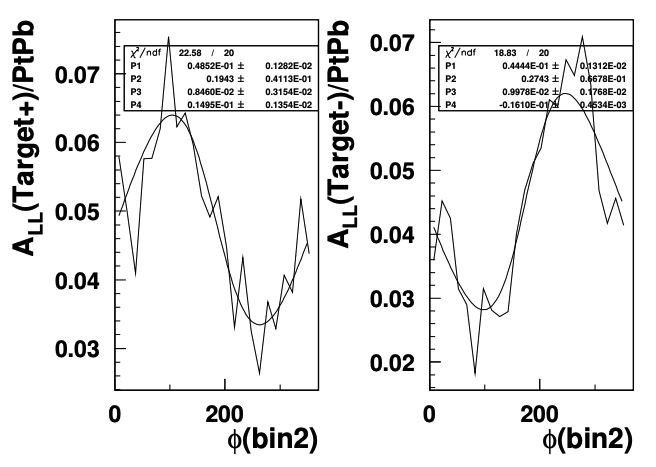 A_LL(Target+)/PtPb
χ²/ndf 22.58 / 20
P1 0.4852E-01 ± 0.1282E-02
P2 0.1943 ± 0.4113E-01
P3 0.8460E-02 ± 0.3154E-02
P4 0.1495E-01 ± 0.1354E-02
0.07
0.06
0.05
0.04
0.03
0 200
ϕ(bin2)
A_LL(Target-)/PtPb
χ²/ndf 18.83 / 20
P1 0.4444E-01 ± 0.1312E-02
P2 0.2743 ± 0.6678E-01
P3 0.9978E-02 ± 0.1768E-02
P4 -0.1610E-01 ± 0.4534E-03
0.07
0.06
0.05
0.04
0.03
0.02
0 200
ϕ(bin2)